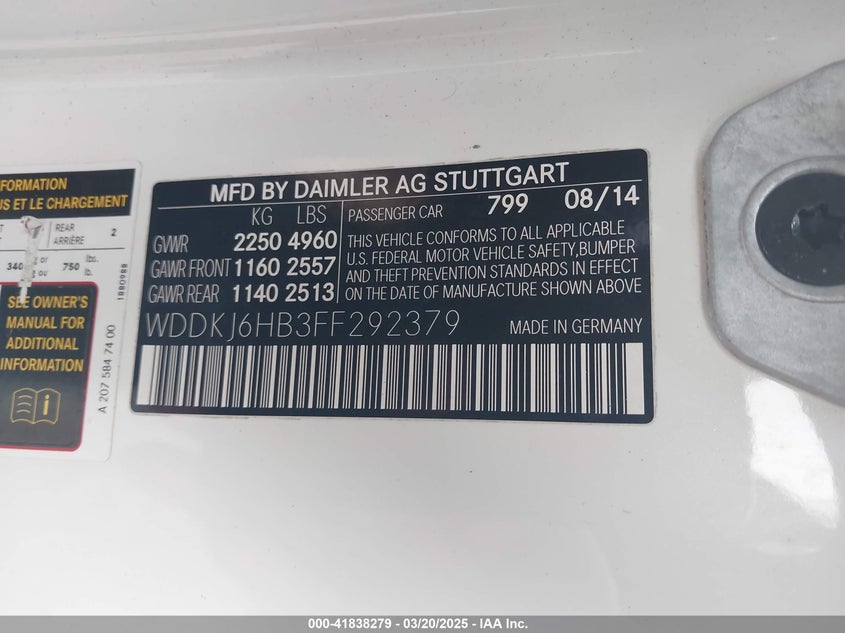 NFORMATION
US ET LE CHARGEMENT
REAR
ARRIÈRE
2
340
g or
ou
750
lbs.
lb.
1880988
SEE OWNER'S
MANUAL FOR
ADDITIONAL
INFORMATION
i
A 207 584 74 00
MFD BY DAIMLER AG STUTTGART
KG LBS
GVWR 2250 4960
GAWR FRONT 1160 2557
GAWR REAR 1140 2513
PASSENGER CAR 799 08/14
THIS VEHICLE CONFORMS TO ALL APPLICABLE
U.S. FEDERAL MOTOR VEHICLE SAFETY,BUMPER
AND THEFT PREVENTION STANDARDS IN EFFECT
ON THE DATE OF MANUFACTURE SHOWN ABOVE
WDDKJ6HB3FF292379
MADE IN GERMANY
000-41838279 - 03/20/2025 - IAA Inc.